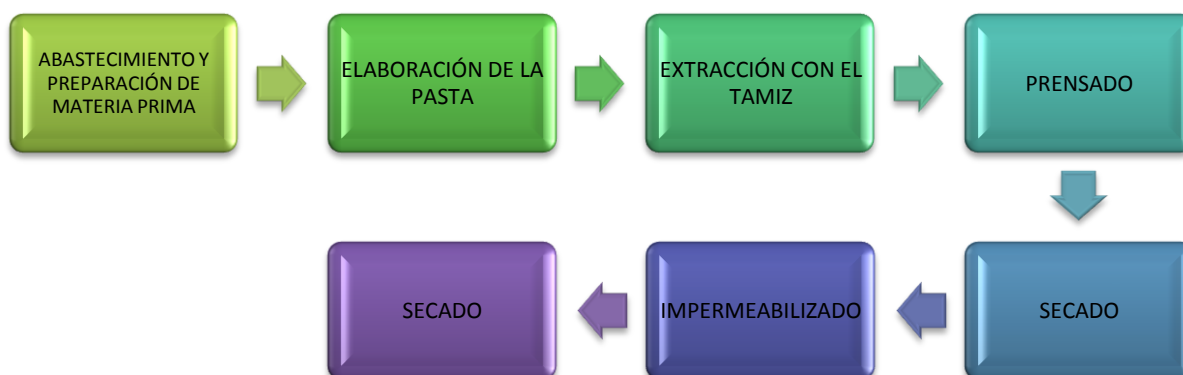 ABASTECIMIENTO Y
PREPARACIÓN DE
MATERIA PRIMA
ELABORACIÓN DE LA
PASTA
EXTRACCIÓN CON EL
TAMIZ
PRENSADO
SECADO
IMPERMEABILIZADO
SECADO